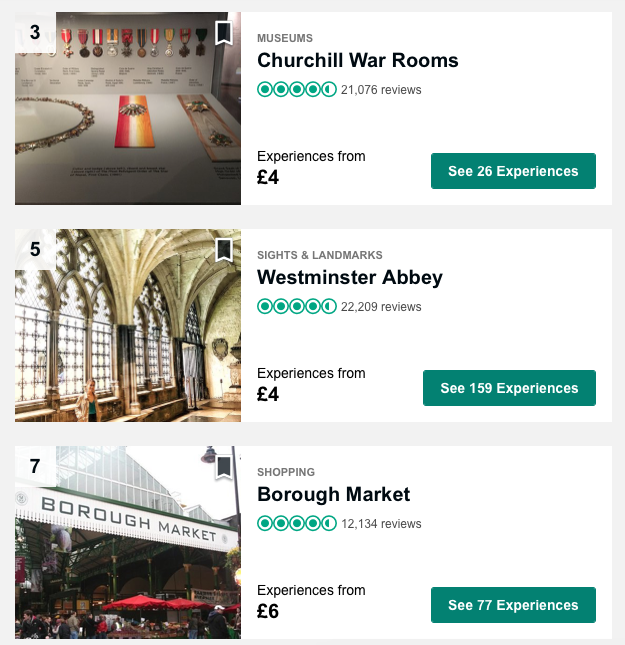 3
MUSEUMS
Churchill War Rooms
21,076 reviews
Experiences from
£4
See 26 Experiences
5
SIGHTS & LANDMARKS
Westminster Abbey
22,209 reviews
Experiences from
£4
See 159 Experiences
7
BOROUGH MARKET
SHOPPING
Borough Market
12,134 reviews
Experiences from
£6
See 77 Experiences